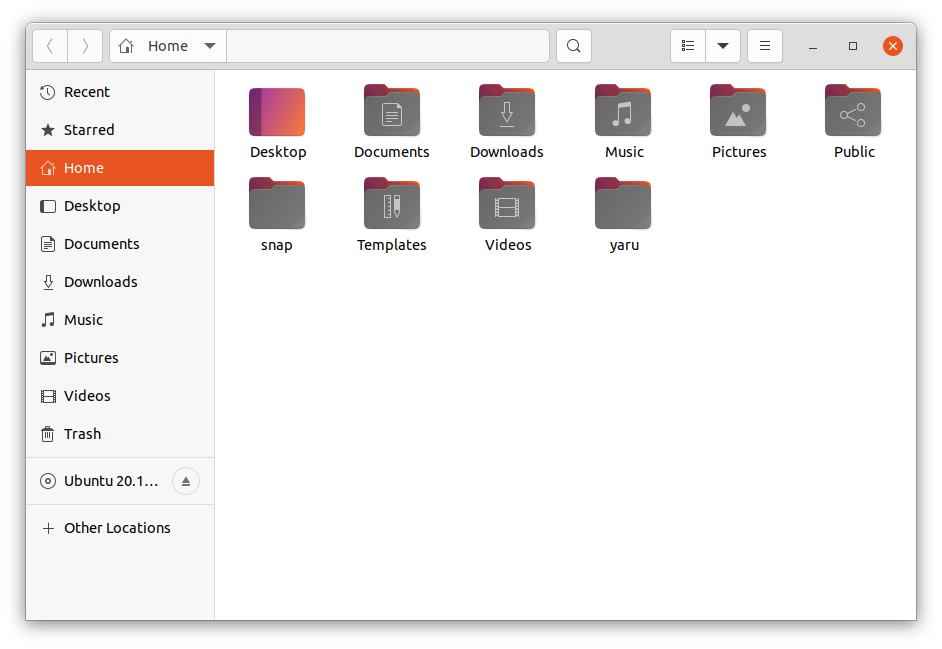 Home
Recent
Starred
Home
Desktop
Documents
Downloads
Music
Pictures
Videos
Trash
Ubuntu 20.1...
Other Locations
Desktop
Documents
Downloads
Music
Pictures
Public
snap
Templates
Videos
yaru